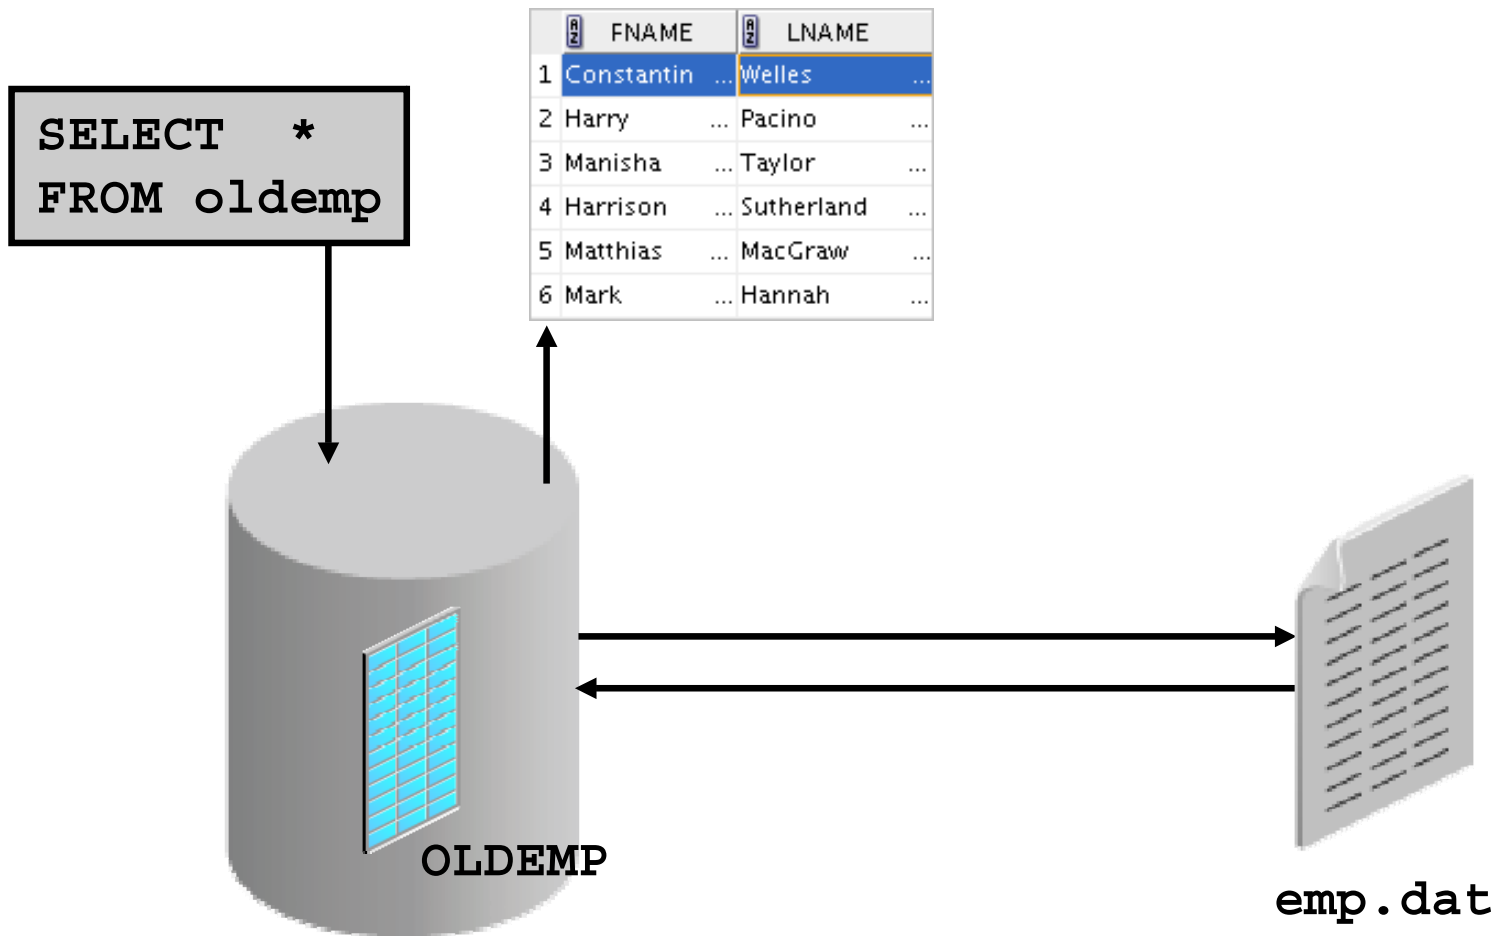 FNAME LNAME
1 Constantin ... Welles ...
2 Harry ... Pacino ...
3 Manisha ... Taylor ...
4 Harrison ... Sutherland ...
5 Matthias ... MacGraw ...
6 Mark ... Hannah ...
SELECT *
FROM oldemp
OLDEMP
emp.dat